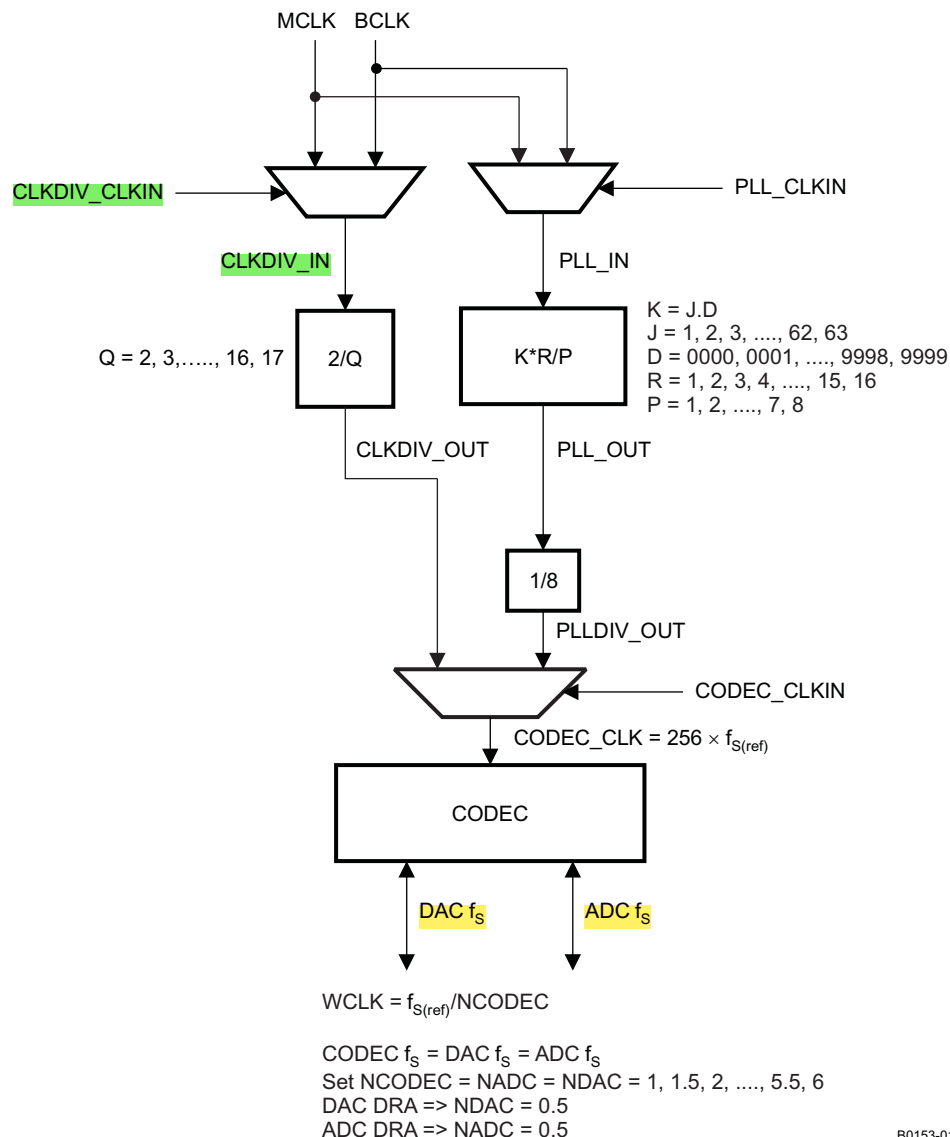 MCLK BCLK
CLKDIV_CLKIN
PLL_CLKIN
CLKDIV_IN
PLL_IN
Q = 2, 3,....., 16, 17
2/Q
K*R/P
K = J.D
J = 1, 2, 3, ...., 62, 63
D = 0000, 0001, ...., 9998, 9999
R = 1, 2, 3, 4, ...., 15, 16
P = 1, 2, ...., 7, 8
CLKDIV_OUT
PLL_OUT
1/8
PLLDIV_OUT
CODEC_CLKIN
CODEC_CLK = 256 × fS(ref)
CODEC
DAC fS
ADC fS
WCLK = fS(ref)/NCODEC
CODEC fS = DAC fS = ADC fS
Set NCODEC = NADC = NDAC = 1, 1.5, 2, ...., 5.5, 6
DAC DRA => NDAC = 0.5
ADC DRA => NADC = 0.5